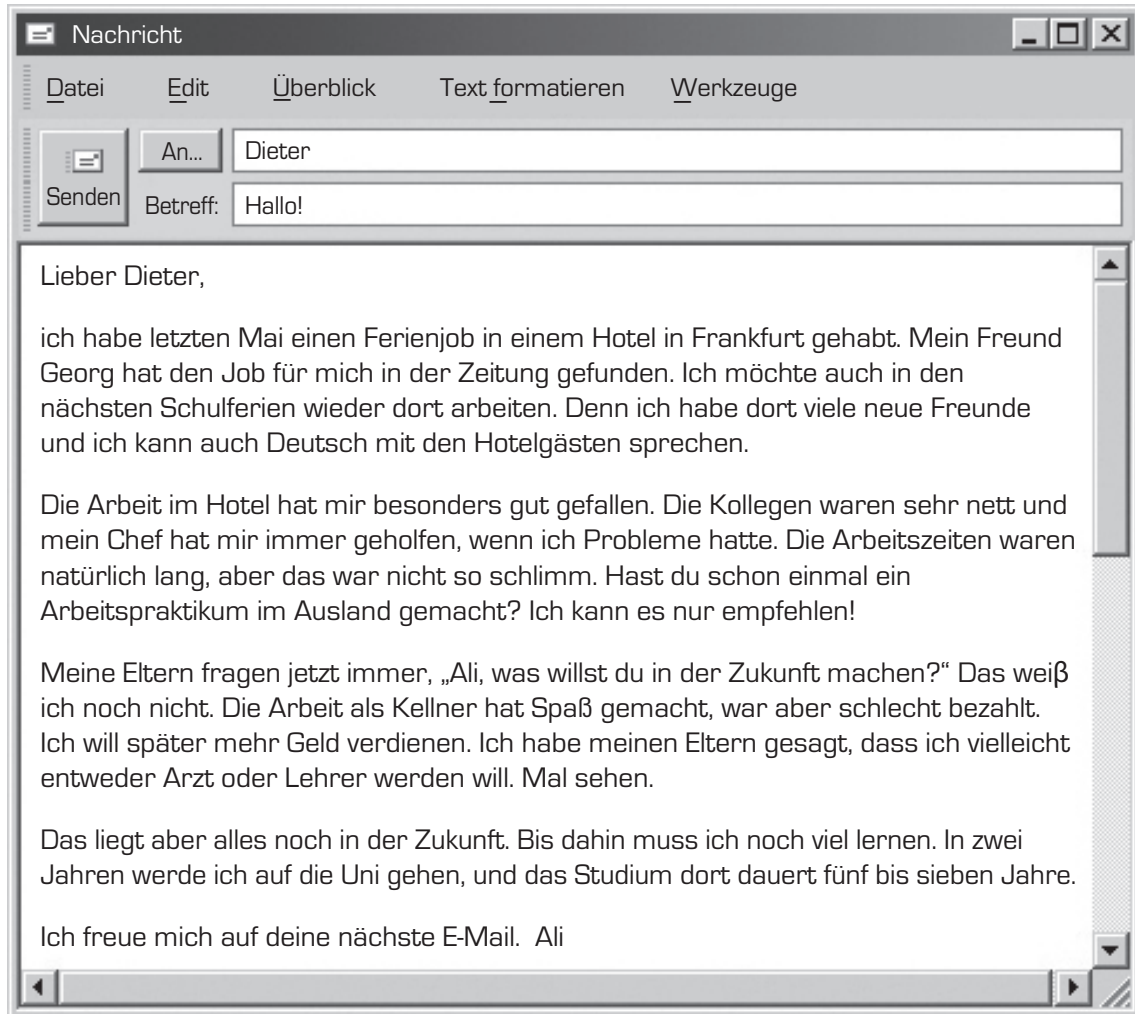 Nachricht
Datei Edit Überblick Text formatieren Werkzeuge
An... Dieter
Senden
Betreff: Hallo!
Lieber Dieter,
ich habe letzten Mai einen Ferienjob in einem Hotel in Frankfurt gehabt. Mein Freund
Georg hat den Job für mich in der Zeitung gefunden. Ich möchte auch in den
nächsten Schulferien wieder dort arbeiten. Denn ich habe dort viele neue Freunde
und ich kann auch Deutsch mit den Hotelgästen sprechen.
Die Arbeit im Hotel hat mir besonders gut gefallen. Die Kollegen waren sehr nett und
mein Chef hat mir immer geholfen, wenn ich Probleme hatte. Die Arbeitszeiten waren
natürlich lang, aber das war nicht so schlimm. Hast du schon einmal ein
Arbeitspraktikum im Ausland gemacht? Ich kann es nur empfehlen!
Meine Eltern fragen jetzt immer, „Ali, was willst du in der Zukunft machen?“ Das weiβ
ich noch nicht. Die Arbeit als Kellner hat Spaß gemacht, war aber schlecht bezahlt.
Ich will später mehr Geld verdienen. Ich habe meinen Eltern gesagt, dass ich vielleicht
entweder Arzt oder Lehrer werden will. Mal sehen.
Das liegt aber alles noch in der Zukunft. Bis dahin muss ich noch viel lernen. In zwei
Jahren werde ich auf die Uni gehen, und das Studium dort dauert fünf bis sieben Jahre.
Ich freue mich auf deine nächste E-Mail. Ali